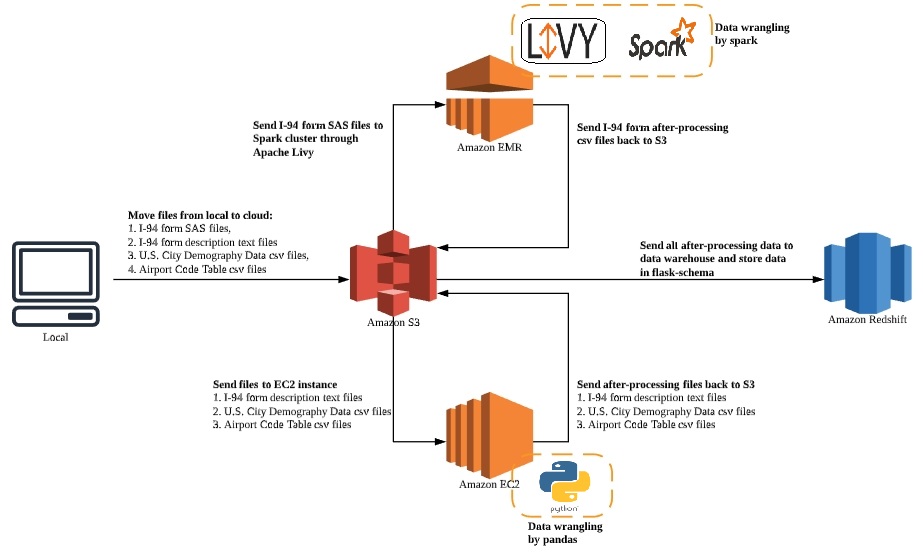 LIVY
Spark
Data wrangling
by spark
Send I-94 form SAS files to
Spark cluster through
Apache Livy
Amazon EMR
Send I-94 form after-processing
csv files back to S3
Move files from local to cloud:
1. I-94 form SAS files,
2. I-94 form description text files
3. U.S. City Demography Data csv files,
4. Airport Code Table csv files
Send all after-processing data to
data warehouse and store data
in flask-schema
Local
Amazon S3
Amazon Redshift
Send files to EC2 instance
1. I-94 form description text files
2. U.S. City Demography Data csv files
3. Airport Code Table csv files
Send after-processing files back to S3
1. I-94 form description text files
2. U.S. City Demography Data csv files
3. Airport Code Table csv files
Amazon EC2
python
Data wrangling
by pandas